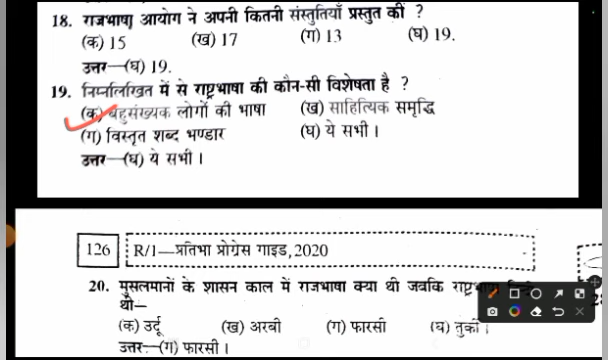 18. राजभाषा आयोग ने अपनी कितनी संस्तुतियाँ प्रस्तुत कीं ?
(क) 15 (ख) 17 (ग) 13 (घ) 19.
उत्तर—(घ) 19.
19. निम्नलिखित में से राष्ट्रभाषा की कौन-सी विशेषता है ?
(क) बहुसंख्यक लोगों की भाषा (ख) साहित्यिक समृद्धि
(ग) विस्तृत शब्द भण्डार (घ) ये सभी ।
उत्तर—(घ) ये सभी ।
126 R/1—प्रतिभा प्रोग्रेस गाइड, 2020
20. मुसलमानों के शासन काल में राजभाषा क्या थी जबकि
थी—
(क) उर्दू (ख) अरबी (ग) फारसी (घ) तुर्की ।
उत्तर—(ग) फारसी ।